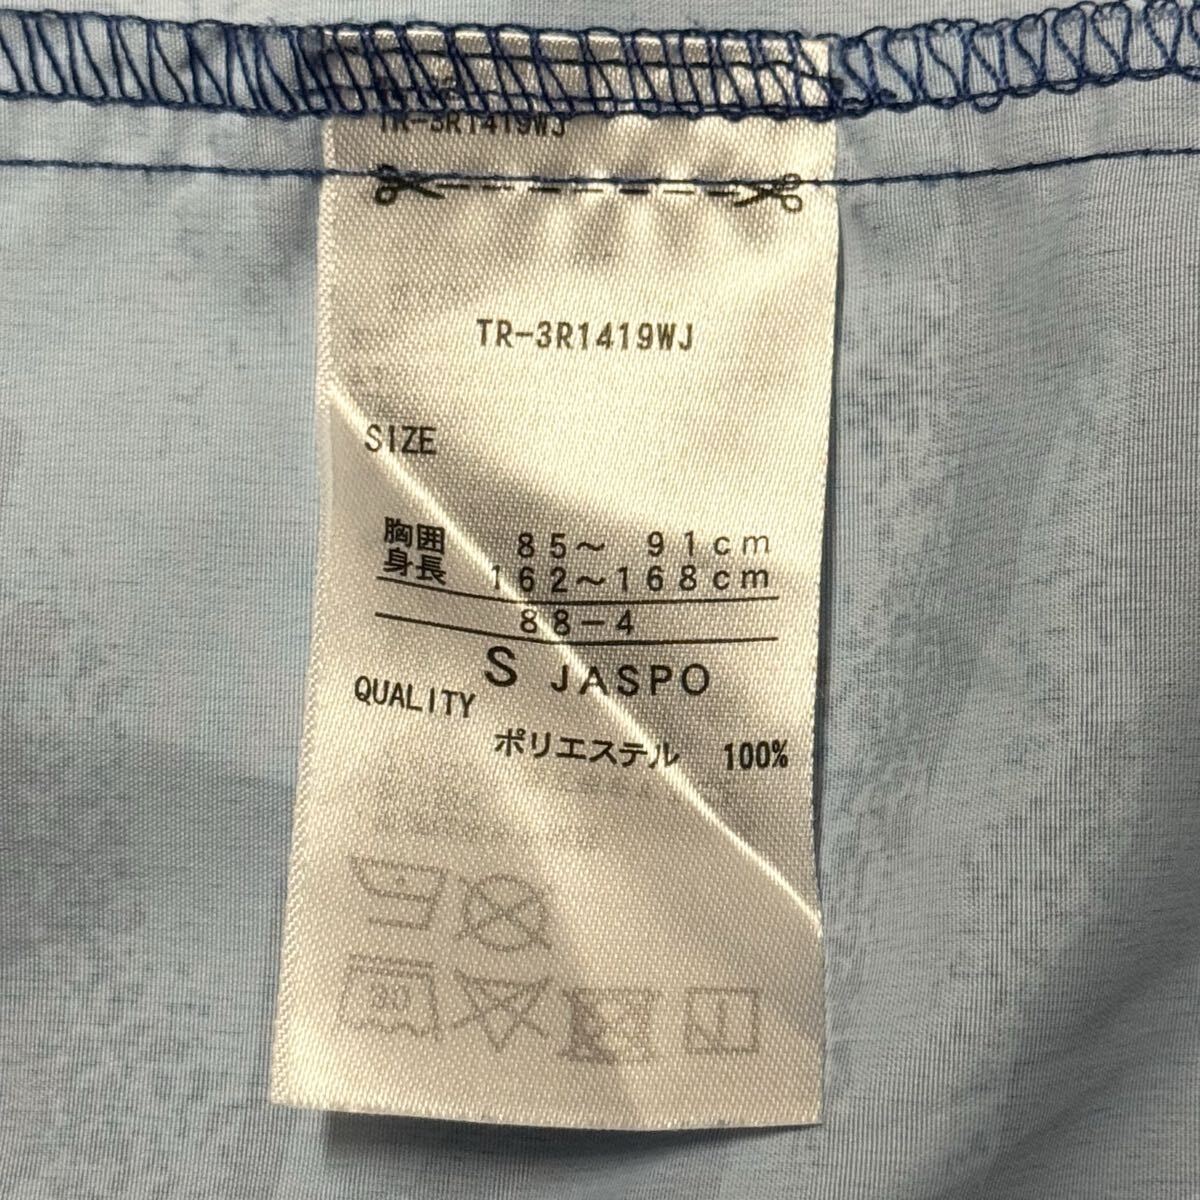 TR-3R1419WJ
TR-3R1419WJ
SIZE
胸囲 85～ 91cm
身長 162～168cm
88-4
S JASPO
QUALITY
ポリエステル 100%